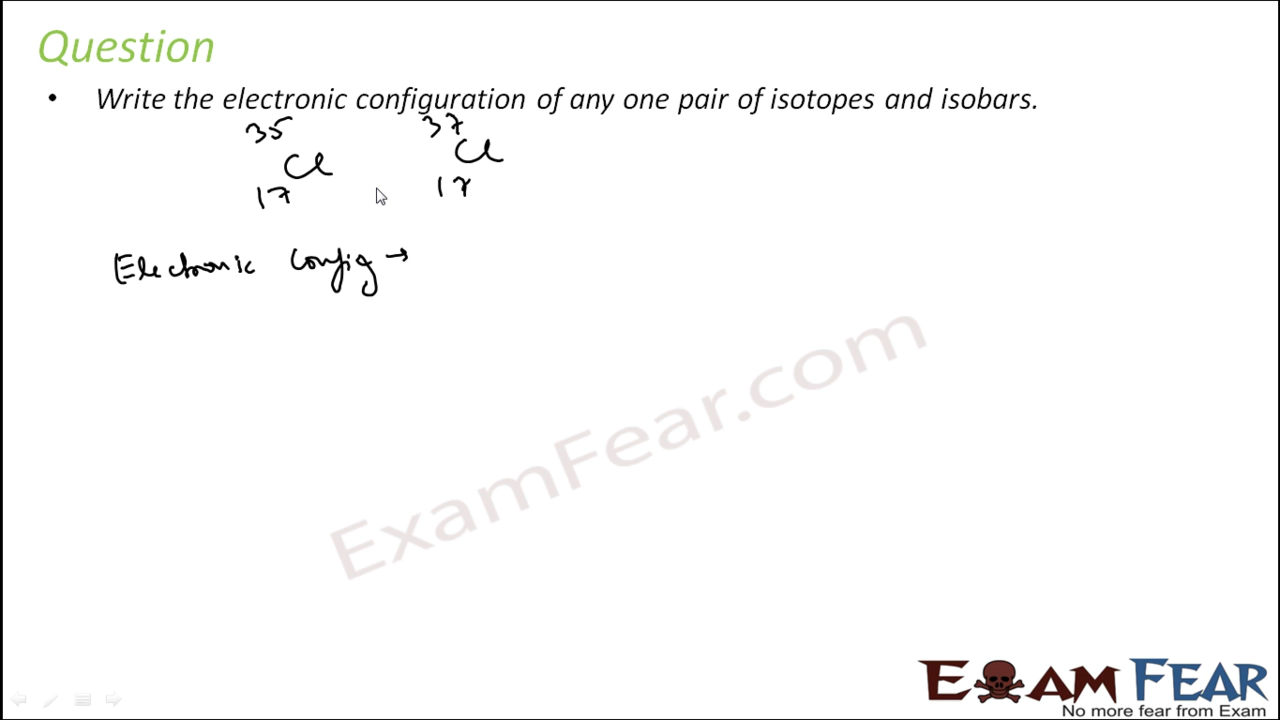 Question
• Write the electronic configuration of any one pair of isotopes and isobars.
35 37
Cl Cl
17 17
Electronic Config →
ExamFear.com
EXAM FEAR
No more fear from Exam